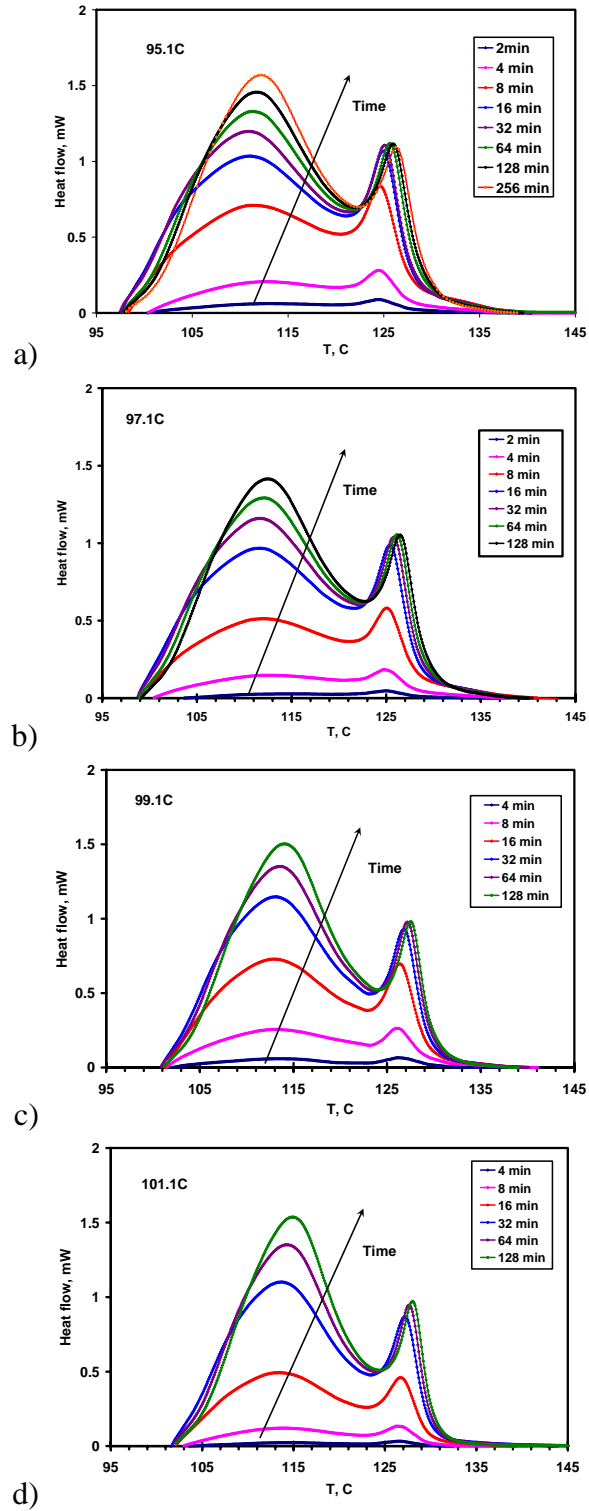 95.1C
Heat flow, mW
2
1.5
1
0.5
0
Time
2min
4 min
8 min
16 min
32 min
64 min
128 min
256 min
95 105 115 125 135 145
T, C
a)
97.1C
Heat flow, mW
2
1.5
1
0.5
0
Time
2 min
4 min
8 min
16 min
32 min
64 min
128 min
95 105 115 125 135 145
T, C
b)
99.1C
Heat flow, mW
2
1.5
1
0.5
0
Time
4 min
8 min
16 min
32 min
64 min
128 min
95 105 115 125 135 145
T, C
c)
101.1C
Heat flow, mW
2
1.5
1
0.5
0
Time
4 min
8 min
16 min
32 min
64 min
128 min
95 105 115 125 135 145
T, C
d)